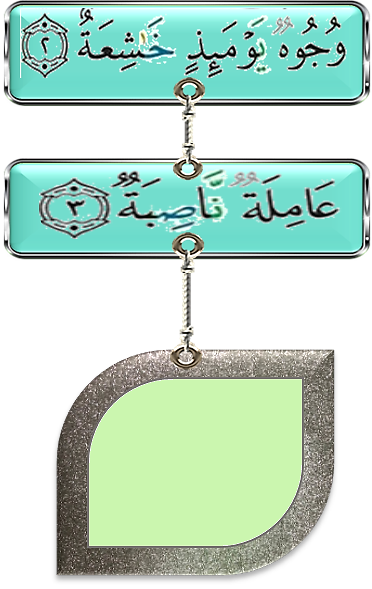 وُجُوهٌ يَوْمَئِذٍ خَٰشِعَةٌ ٢
عَامِلَةٌ نَّاصِبَةٌ ٣